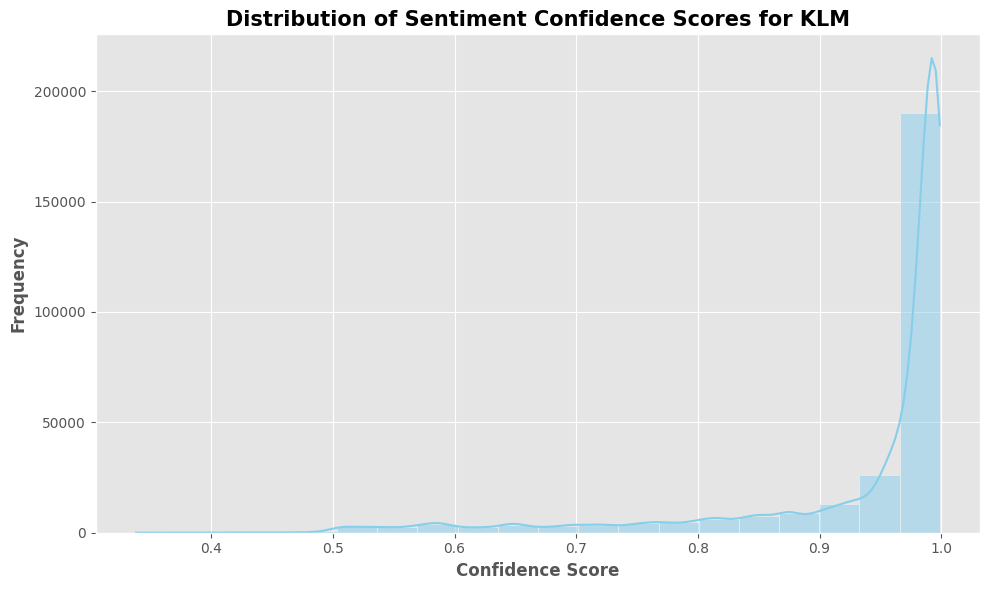 Distribution of Sentiment Confidence Scores for KLM
Frequency
200000
150000
100000
50000
0
0.4 0.5 0.6 0.7 0.8 0.9 1.0
Confidence Score